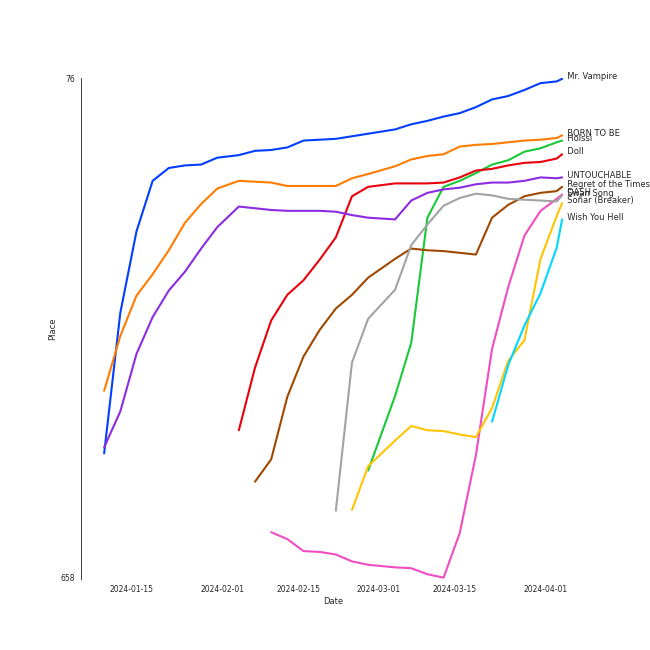 76
Mr. Vampire
BORN TO BE
Rolssi
Doll
UNTOUCHABLE
Regret of the Times
DASH
Swan Song
Sonar (Breaker)
Wish You Hell
Place
658
2024-01-15
2024-02-01
2024-02-15
2024-03-01
2024-03-15
2024-04-01
Date